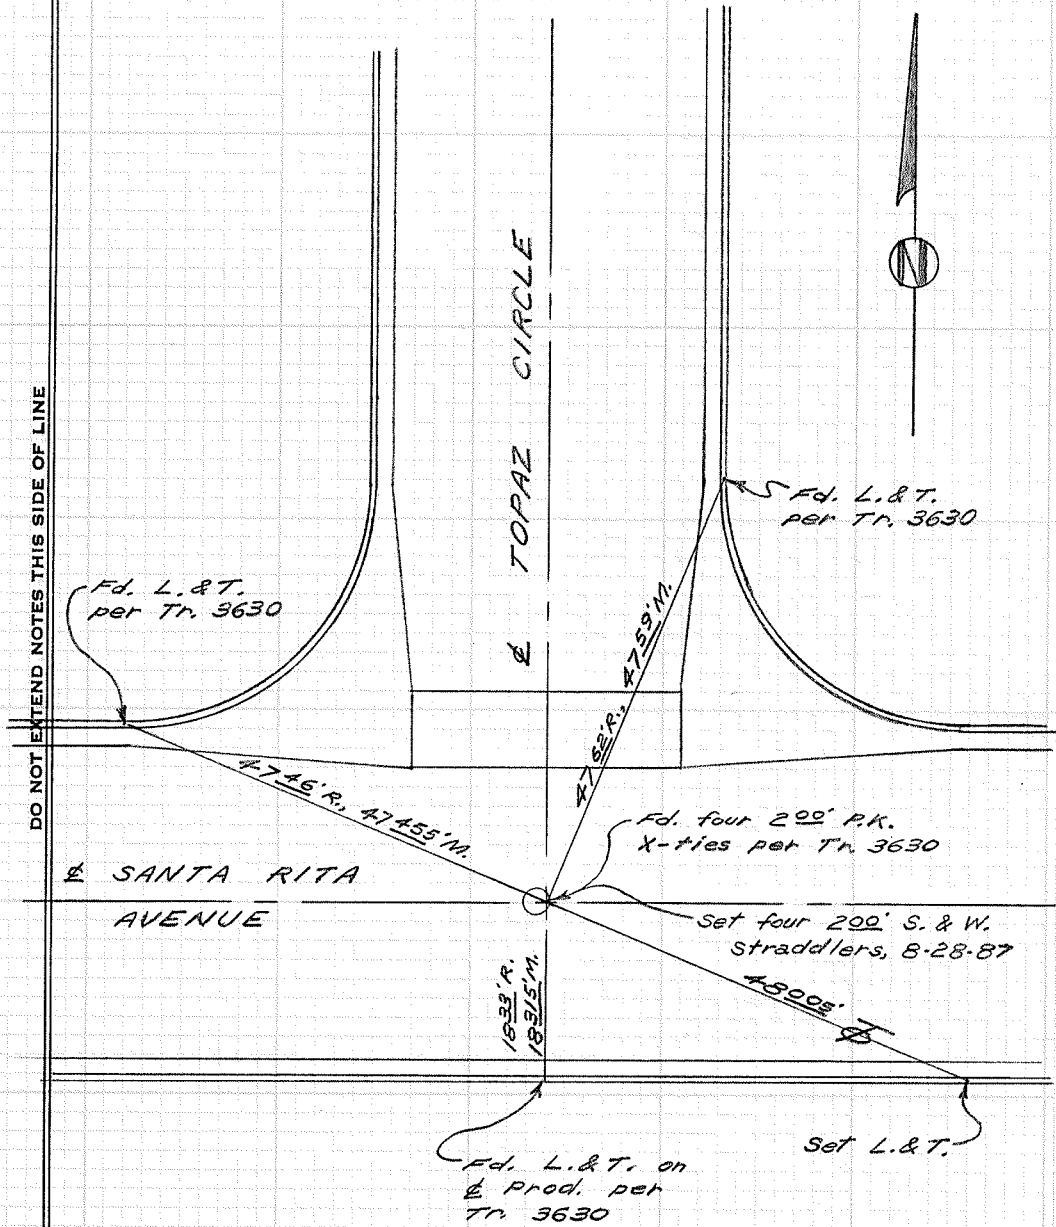 DO NOT EXTEND NOTES THIS SIDE OF LINE
℄ TOPAZ CIRCLE
N
Fd. L. & T.
per Tr. 3630
Fd. L. & T.
per Tr. 3630
47.59' M.
47.62' R.,
47.46' R., 47.455' M.
Fd. four 2.00' P.K.
X-ties per Tr. 3630
℄ SANTA RITA
AVENUE
Set four 2.00' S. & W.
straddlers, 8-28-87
18.33' R.
18.315' M.
48.005'
Set L. & T.
Fd. L. & T. on
℄ Prod. per
Tr. 3630